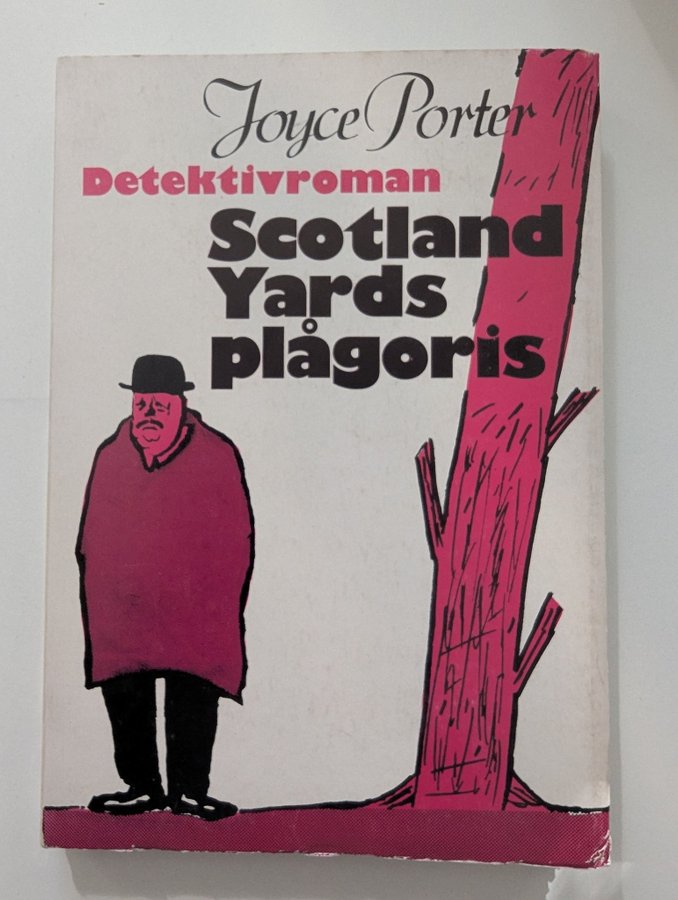 Joyce Porter
Detektivroman
Scotland
Yards
plågoris